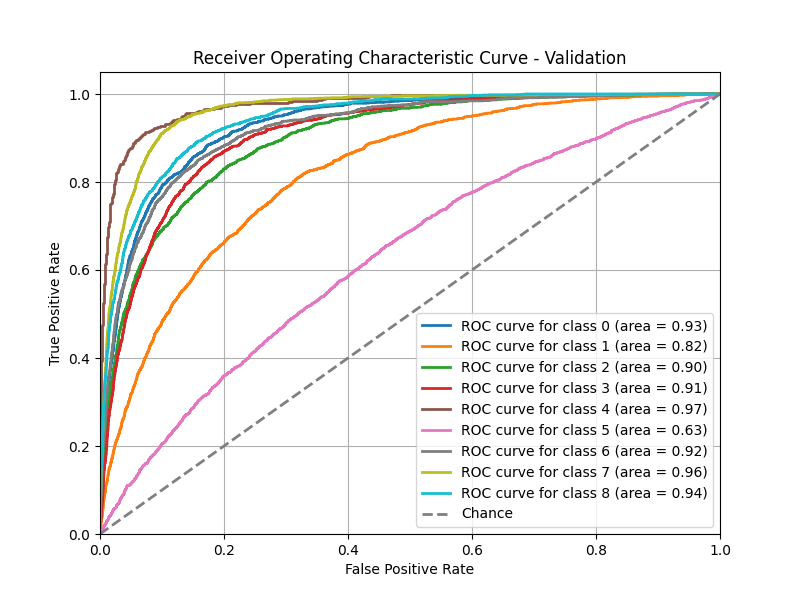 Receiver Operating Characteristic Curve - Validation
True Positive Rate
1.0
0.8
0.6
0.4
0.2
0.0
ROC curve for class 0 (area = 0.93)
ROC curve for class 1 (area = 0.82)
ROC curve for class 2 (area = 0.90)
ROC curve for class 3 (area = 0.91)
ROC curve for class 4 (area = 0.97)
ROC curve for class 5 (area = 0.63)
ROC curve for class 6 (area = 0.92)
ROC curve for class 7 (area = 0.96)
ROC curve for class 8 (area = 0.94)
Chance
0.0 0.2 0.4 0.6 0.8 1.0
False Positive Rate